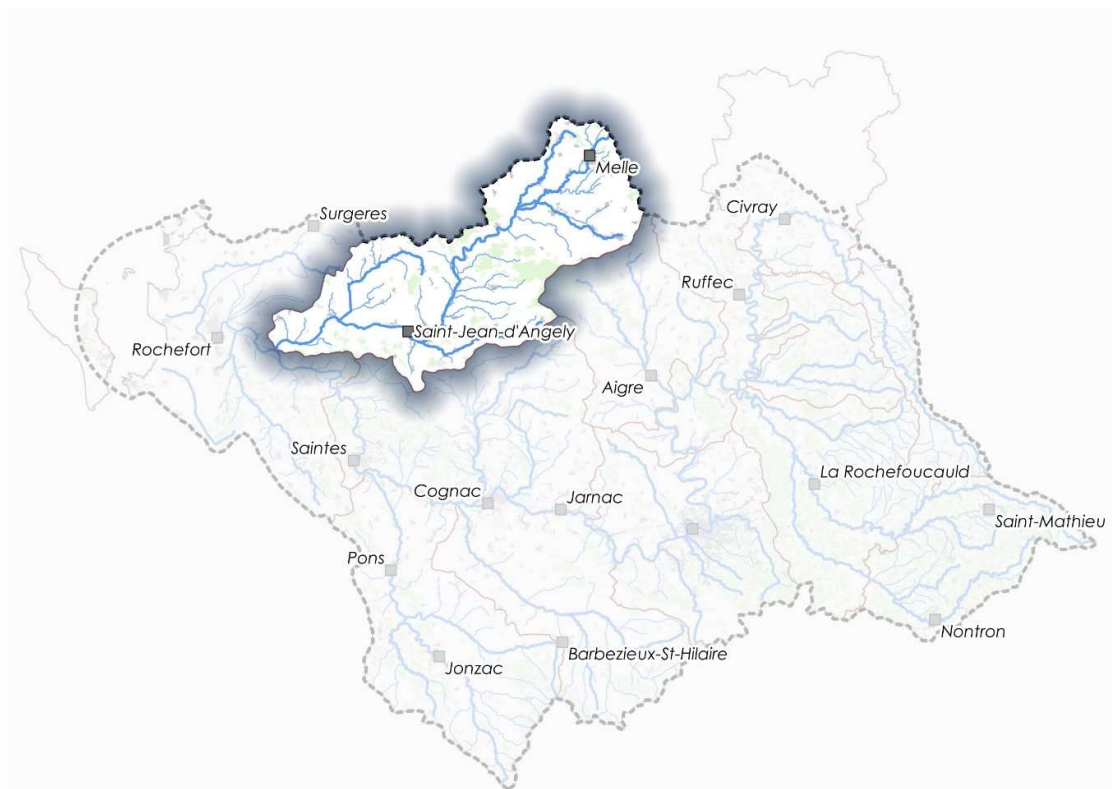 Melle
Surgeres
Civray
Ruffec
Saint-Jean-d'Angely
Rochefort
Aigre
Saintes
La Rochefoucauld
Cognac
Jarnac
Saint-Mathieu
Pons
Nontron
Barbezieux-St-Hilaire
Jonzac